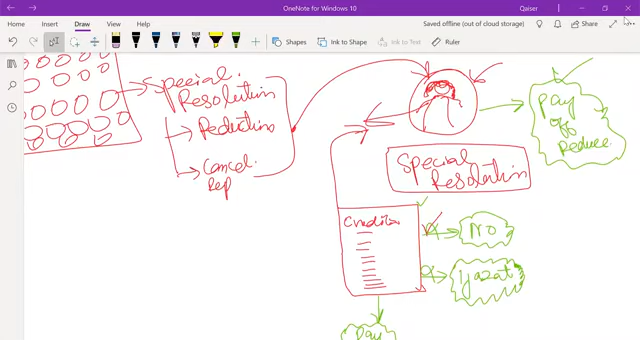 OneNote for Windows 10
Qaiser
Home
Insert
Draw
View
Help
Saved offline (out of cloud storage)
Share
Shapes
Ink to Shape
Ink to Text
Ruler
Special
Resolution
Reduction
Cancel
Rep
Special
Resolution
Pay
off
Reduce
No
Ijazat
Pay